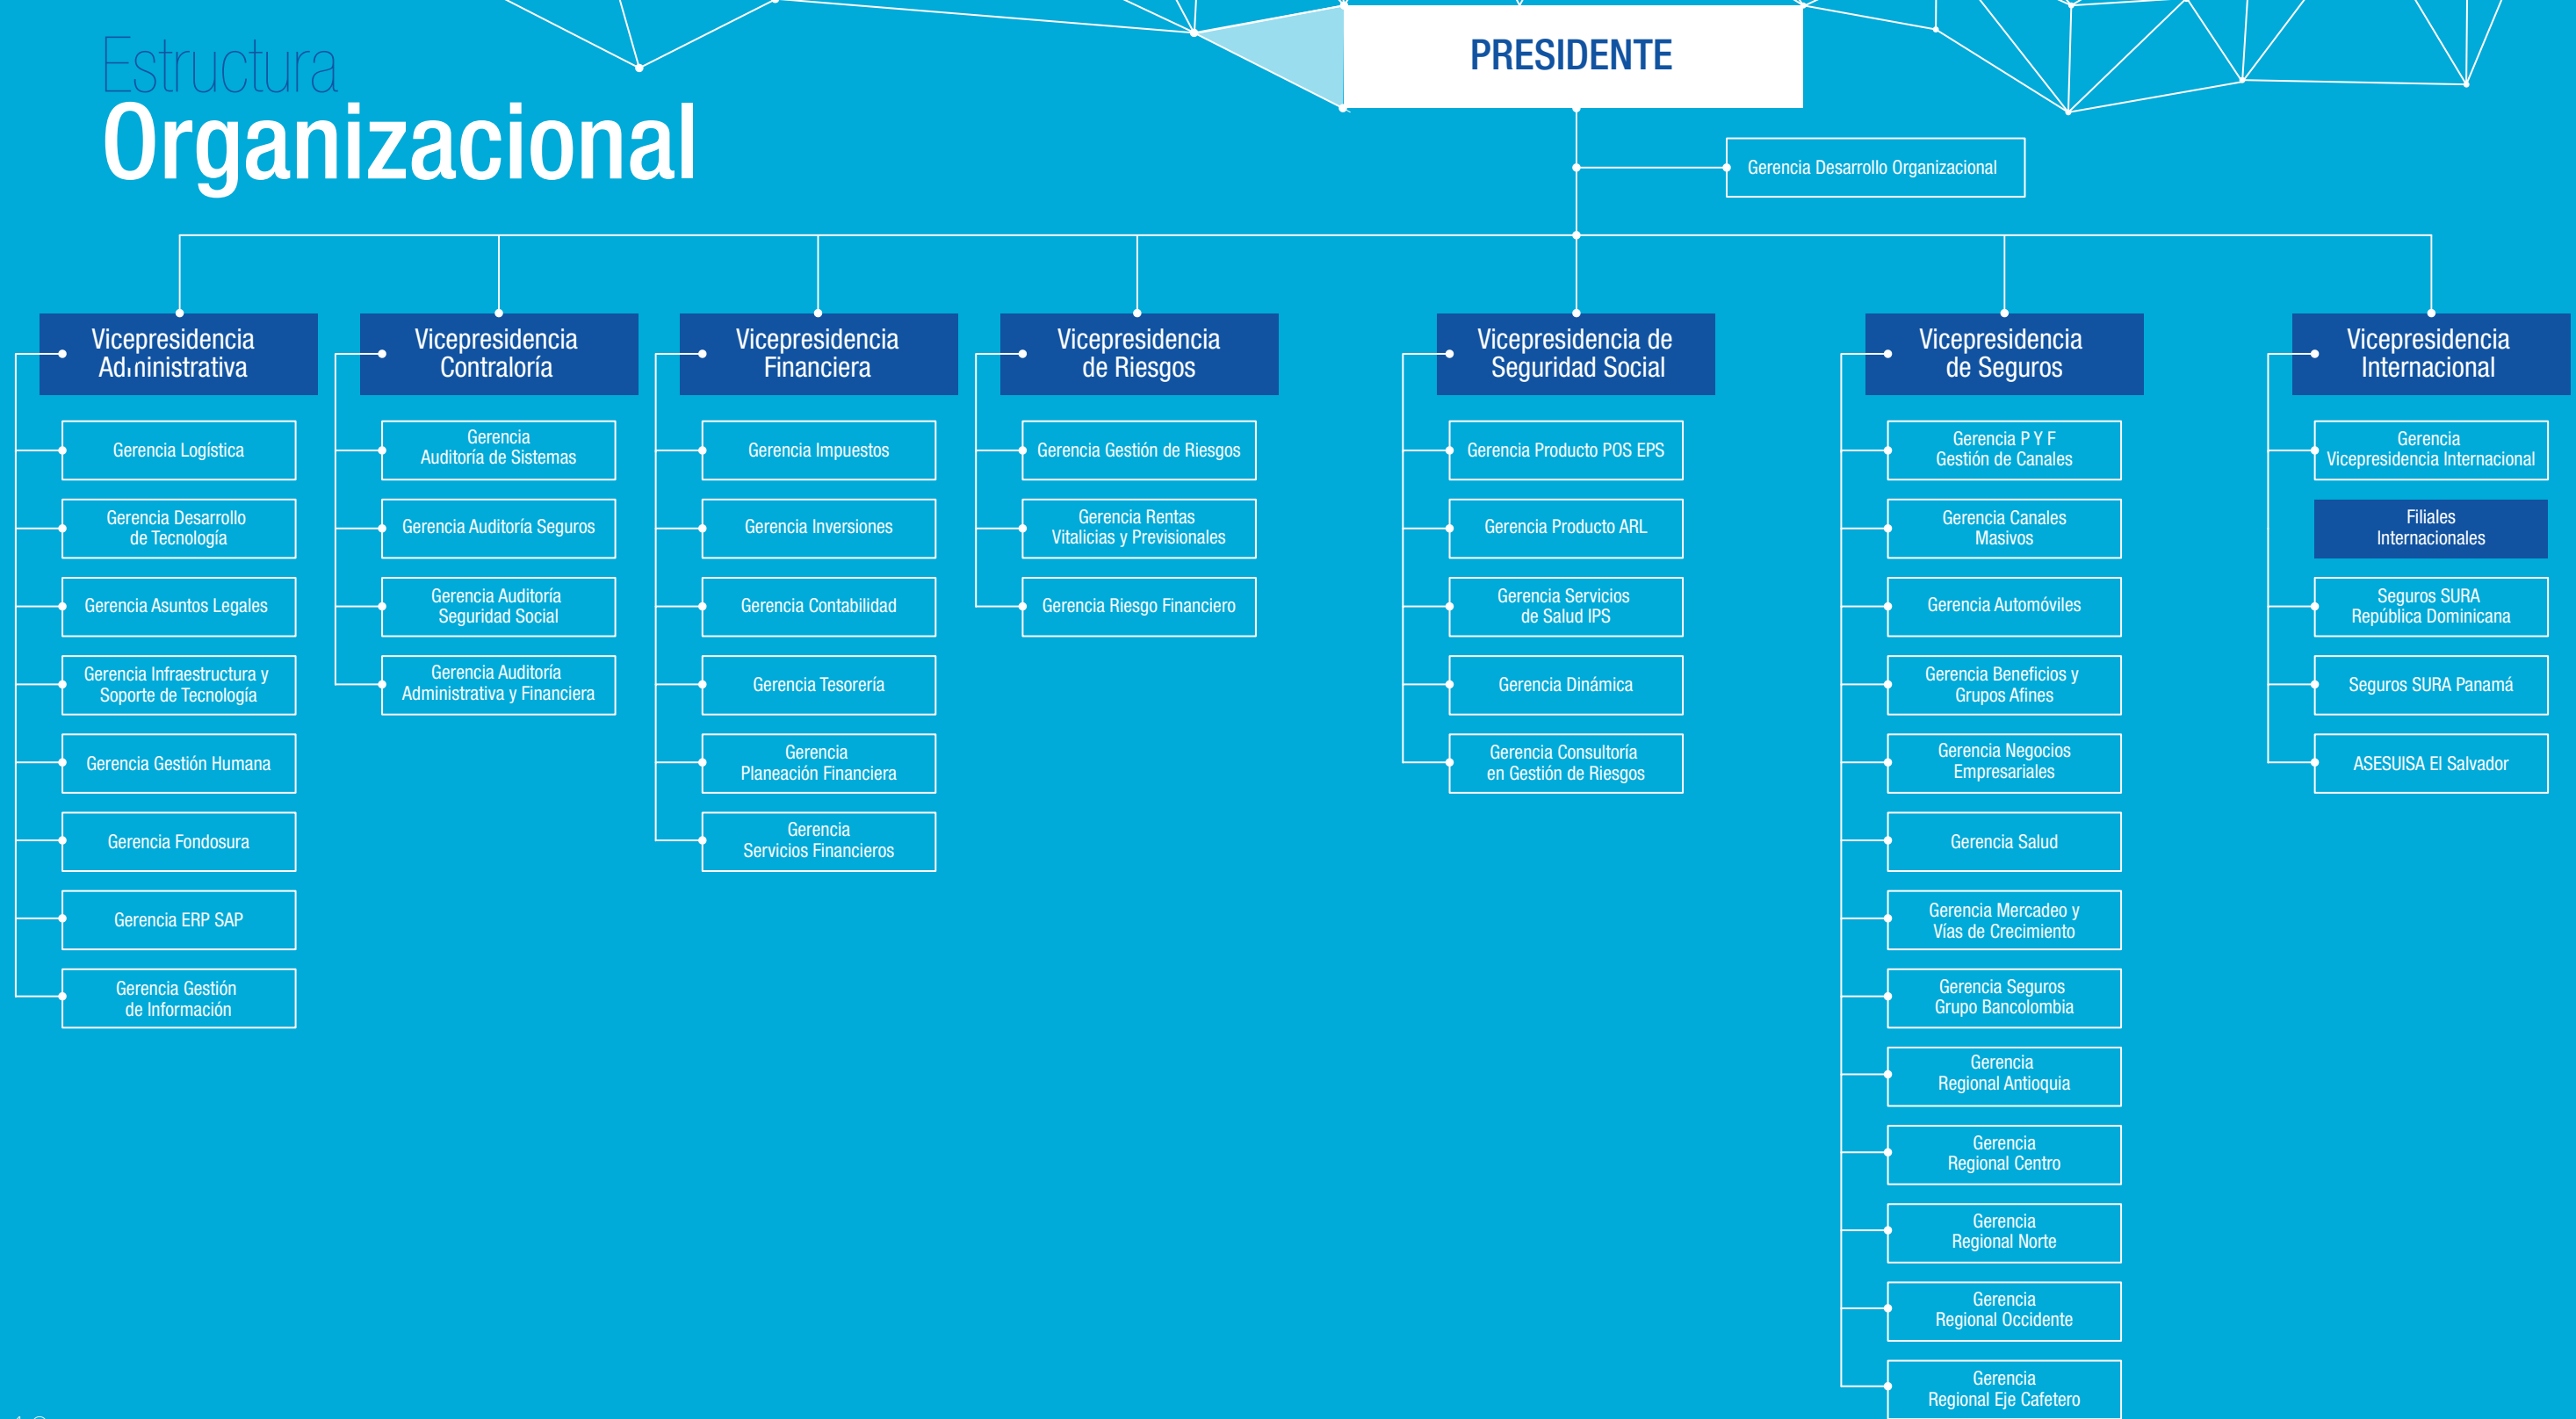 Estructura
Organizacional
PRESIDENTE
Gerencia Desarrollo Organizacional
Vicepresidencia
Administrativa
Gerencia Logística
Gerencia Desarrollo
de Tecnología
Gerencia Asuntos Legales
Gerencia Infraestructura y
Soporte de Tecnología
Gerencia Gestión Humana
Gerencia Fondosura
Gerencia ERP SAP
Gerencia Gestión
de Información
Vicepresidencia
Contraloría
Gerencia
Auditoría de Sistemas
Gerencia Auditoría Seguros
Gerencia Auditoría
Seguridad Social
Gerencia Auditoría
Administrativa y Financiera
Vicepresidencia
Financiera
Gerencia Impuestos
Gerencia Inversiones
Gerencia Contabilidad
Gerencia Tesorería
Gerencia
Planeación Financiera
Gerencia
Servicios Financieros
Vicepresidencia
de Riesgos
Gerencia Gestión de Riesgos
Gerencia Rentas
Vitalicias y Previsionales
Gerencia Riesgo Financiero
Vicepresidencia de
Seguridad Social
Gerencia Producto POS EPS
Gerencia Producto ARL
Gerencia Servicios
de Salud IPS
Gerencia Dinámica
Gerencia Consultoría
en Gestión de Riesgos
Vicepresidencia
de Seguros
Gerencia P Y F
Gestión de Canales
Gerencia Canales
Masivos
Gerencia Automóviles
Gerencia Beneficios y
Grupos Afines
Gerencia Negocios
Empresariales
Gerencia Salud
Gerencia Mercadeo y
Vías de Crecimiento
Gerencia Seguros
Grupo Bancolombia
Gerencia
Regional Antioquia
Gerencia
Regional Centro
Gerencia
Regional Norte
Gerencia
Regional Occidente
Gerencia
Regional Eje Cafetero
Vicepresidencia
Internacional
Gerencia
Vicepresidencia Internacional
Filiales
Internacionales
Seguros SURA
República Dominicana
Seguros SURA Panamá
ASESUISA El Salvador